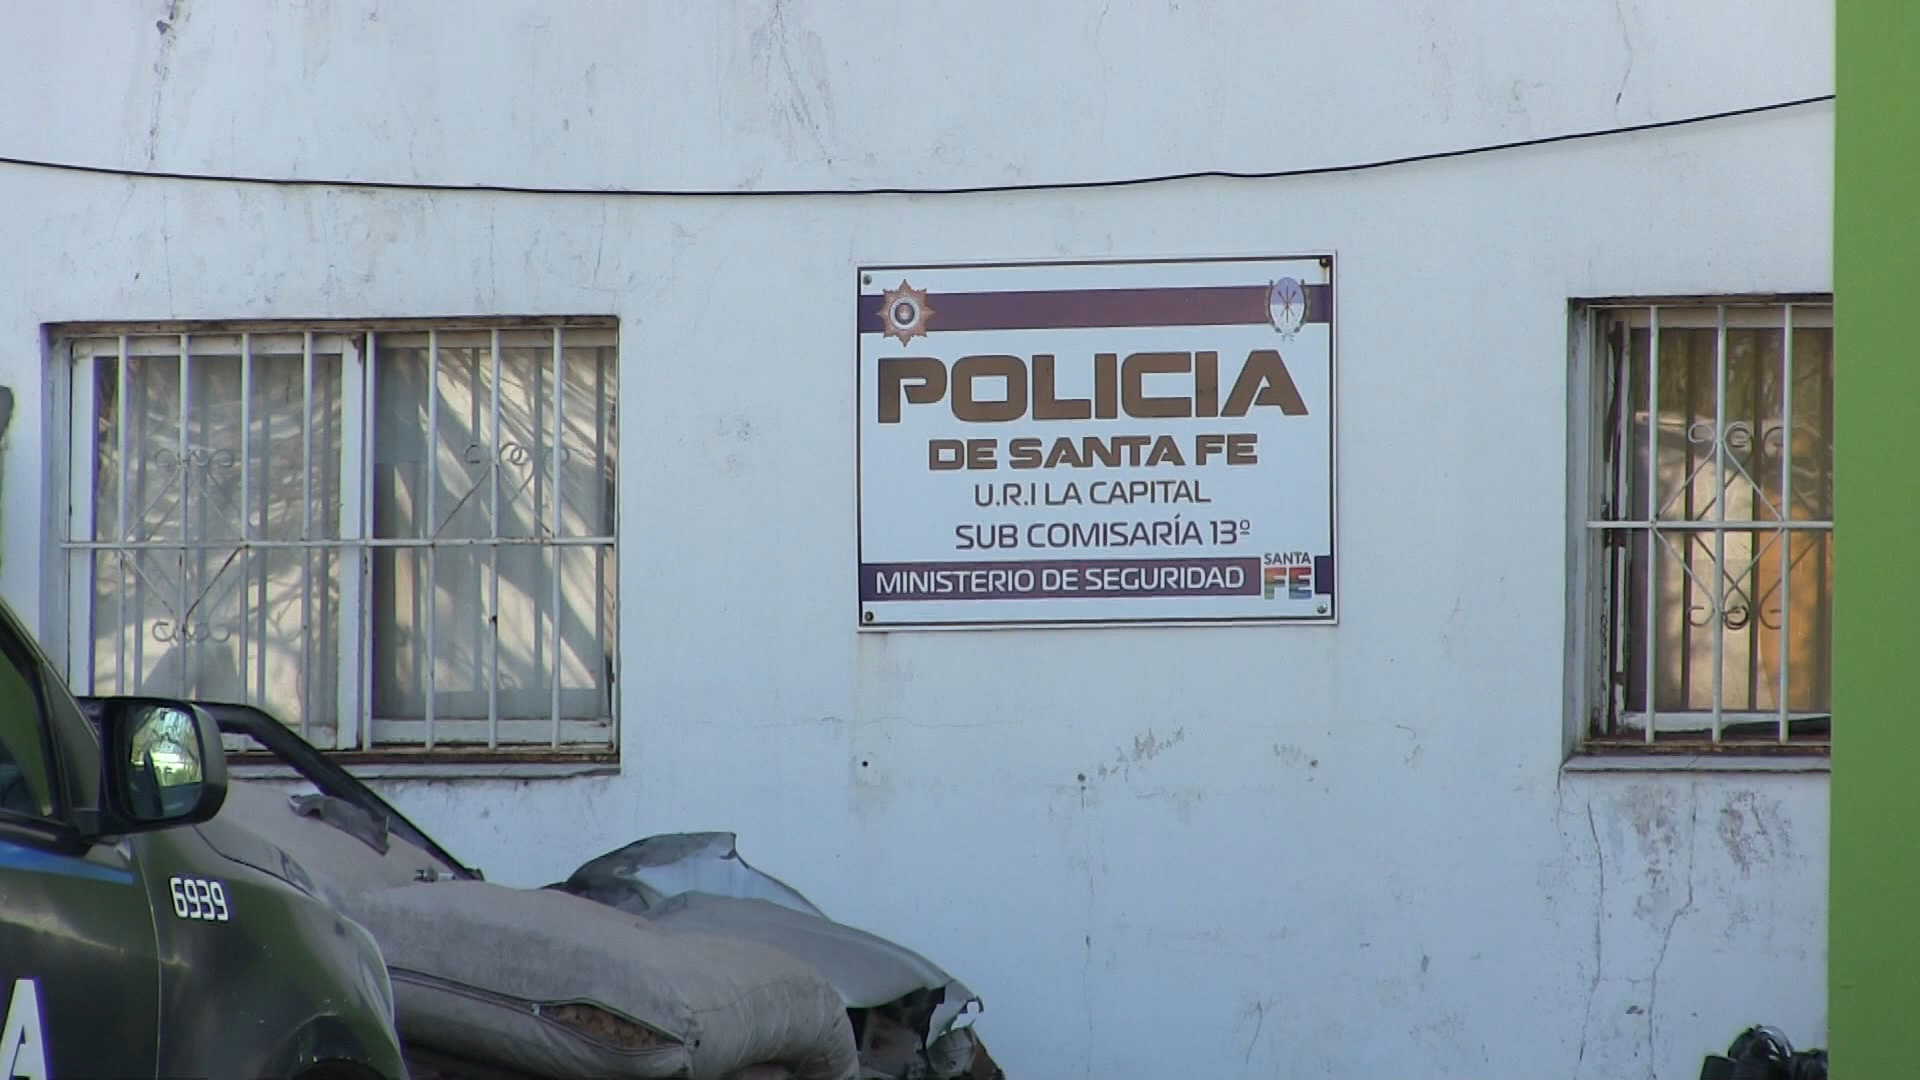 POLICIA
DE SANTA FE
U.R.I LA CAPITAL
SUB COMISARÍA 13º
MINISTERIO DE SEGURIDAD
SANTA
FE
6939
A